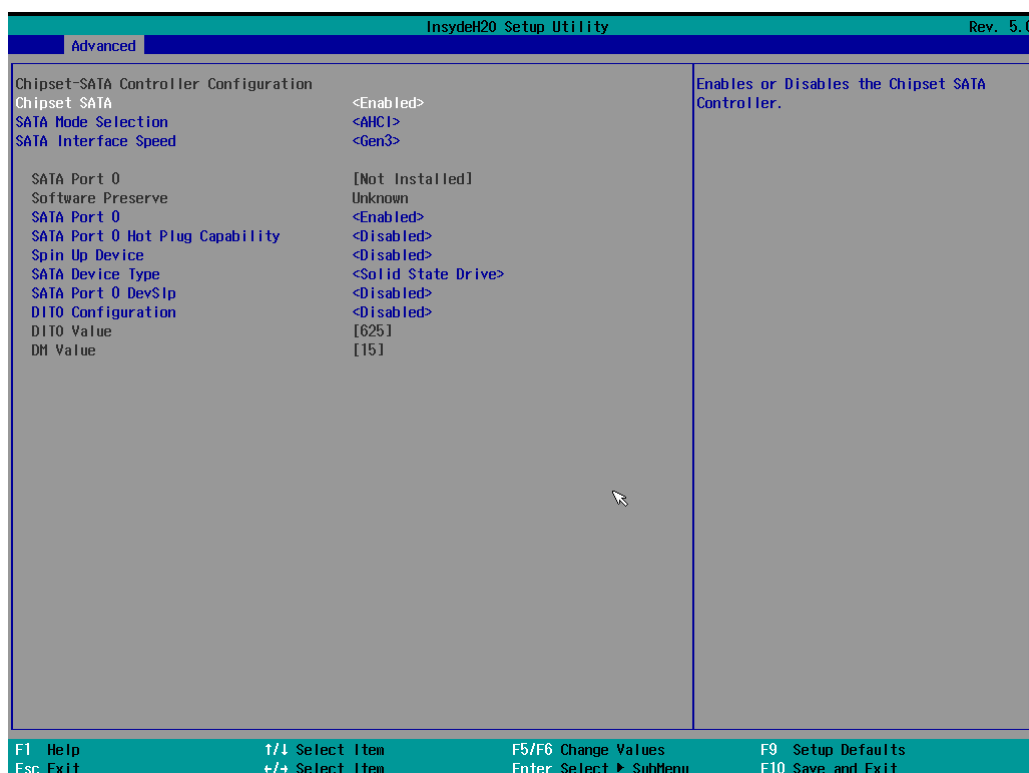 InsydeH20 Setup Utility Rev. 5.0
Advanced
Chipset-SATA Controller Configuration
Chipset SATA <Enabled>
SATA Mode Selection <AHCI>
SATA Interface Speed <Gen3>
SATA Port 0 [Not Installed]
Software Preserve Unknown
SATA Port 0 <Enabled>
SATA Port 0 Hot Plug Capability <Disabled>
Spin Up Device <Disabled>
SATA Device Type <Solid State Drive>
SATA Port 0 DevSlp <Disabled>
DITO Configuration <Disabled>
DITO Value [625]
DM Value [15]
Enables or Disables the Chipset SATA
Controller.
F1 Help ↑/↓ Select Item F5/F6 Change Values F9 Setup Defaults
Esc Exit ←/→ Select Item Enter Select ▶ SubMenu F10 Save and Exit